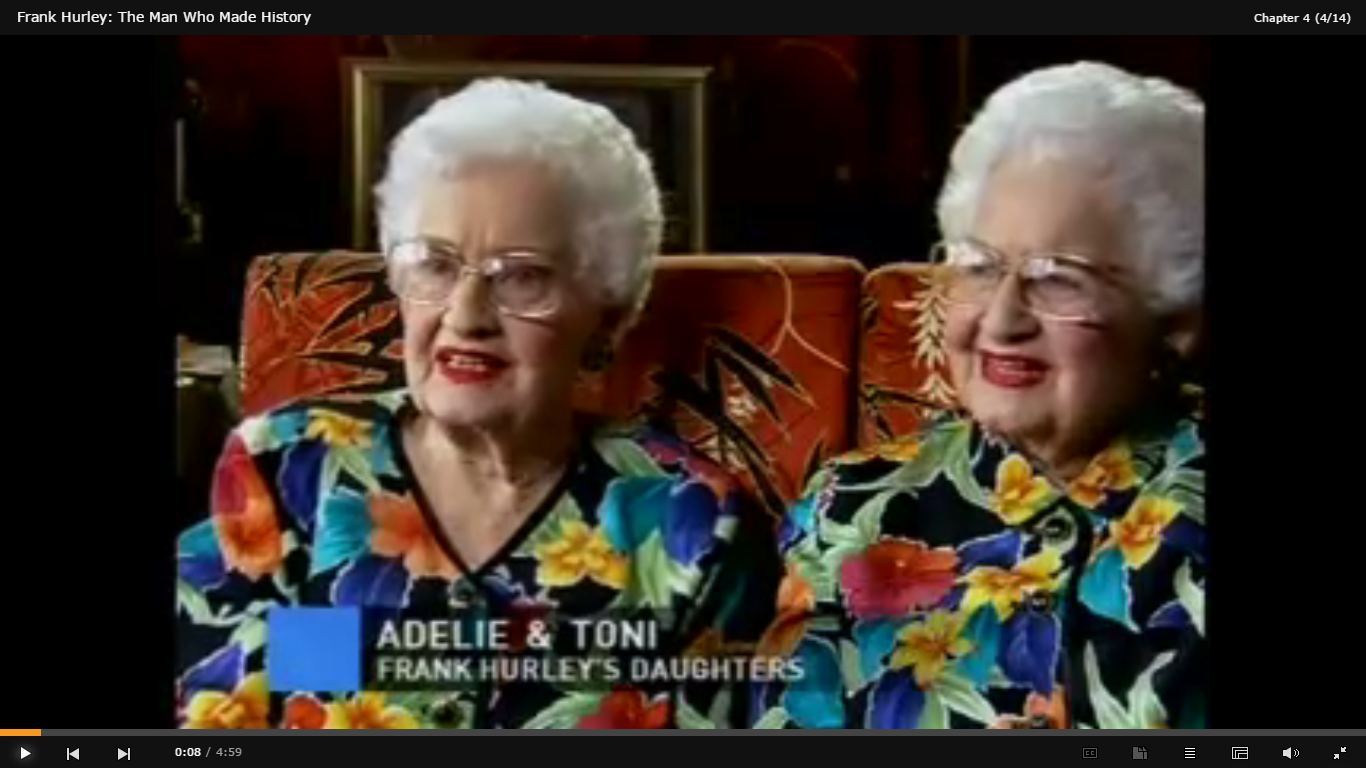 Frank Hurley: The Man Who Made History
Chapter 4 (4/14)
ADELIE & TONI
FRANK HURLEY'S DAUGHTERS
0:08 / 4:59
CC